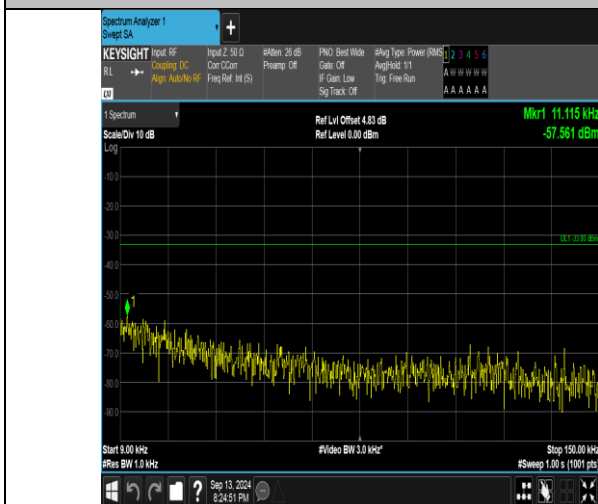 Spectrum Analyzer 1
Swept SA
+
KEYSIGHT Input: RF Input Z: 50 Ω #Atten: 26 dB PNO: Best Wide #Avg Type: Power (RMS 1 2 3 4 5 6
RL Coupling: DC Corr CCorr Preamp: Off Gate: Off Avg|Hold: 1/1 A W W W W W
Align: Auto/No RF Freq Ref: Int (S) IF Gain: Low Trig: Free Run
Sig Track: Off A A A A A A
1 Spectrum Ref Lvl Offset 4.83 dB Mkr1 11.115 kHz
Scale/Div 10 dB Ref Level 0.00 dBm -57.561 dBm
Log
-10.0
-20.0
-30.0
-40.0
-50.0
1
-60.0
-70.0
-80.0
-90.0
Start 9.00 kHz #Video BW 3.0 kHz* Stop 150.00 kHz
#Res BW 1.0 kHz #Sweep 1.00 s (1001 pts)
? Sep 13, 2024
8:24:51 PM